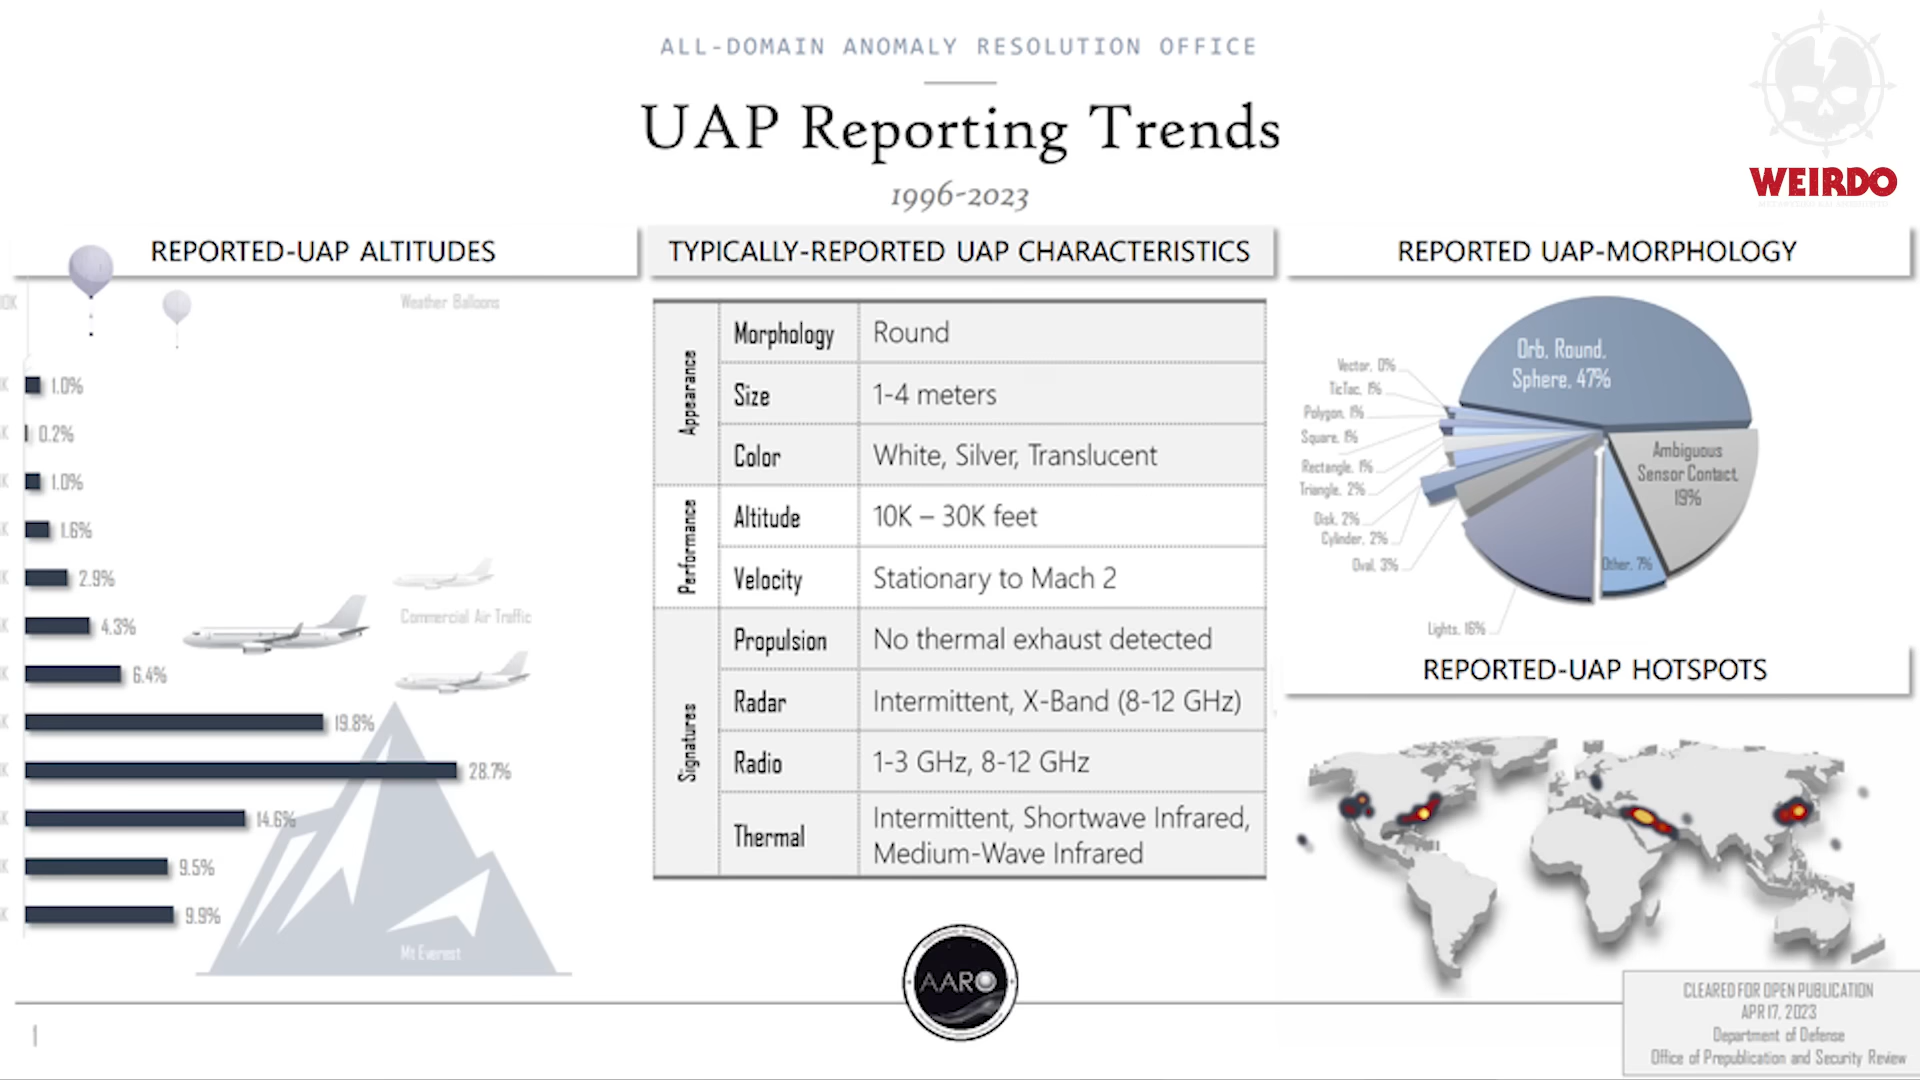 ALL-DOMAIN ANOMALY RESOLUTION OFFICE
UAP Reporting Trends
1996-2023
WEIRDO
REPORTED-UAP ALTITUDES
Weather Balloons
1.0%
0.2%
1.0%
1.6%
2.9%
4.3%
Commercial Air Traffic
6.4%
19.8%
28.7%
14.6%
9.5%
9.9%
Mt Everest
TYPICALLY-REPORTED UAP CHARACTERISTICS
Appearance
Morphology Round
Size 1-4 meters
Color White, Silver, Translucent
Performance
Altitude 10K – 30K feet
Velocity Stationary to Mach 2
Signatures
Propulsion No thermal exhaust detected
Radar Intermittent, X-Band (8-12 GHz)
Radio 1-3 GHz, 8-12 GHz
Thermal Intermittent, Shortwave Infrared,
Medium-Wave Infrared
AARO
REPORTED UAP-MORPHOLOGY
Orb, Round,
Sphere, 47%
Vector, 0%
TicTac, 1%
Polygon, 1%
Square, 1%
Rectangle, 1%
Triangle, 2%
Disk, 2%
Cylinder, 2%
Oval, 3%
Lights, 16%
Other, 7%
Ambiguous
Sensor Contact,
19%
REPORTED-UAP HOTSPOTS
CLEARED FOR OPEN PUBLICATION
APR 17, 2023
Department of Defense
Office of Prepublication and Security Review
1